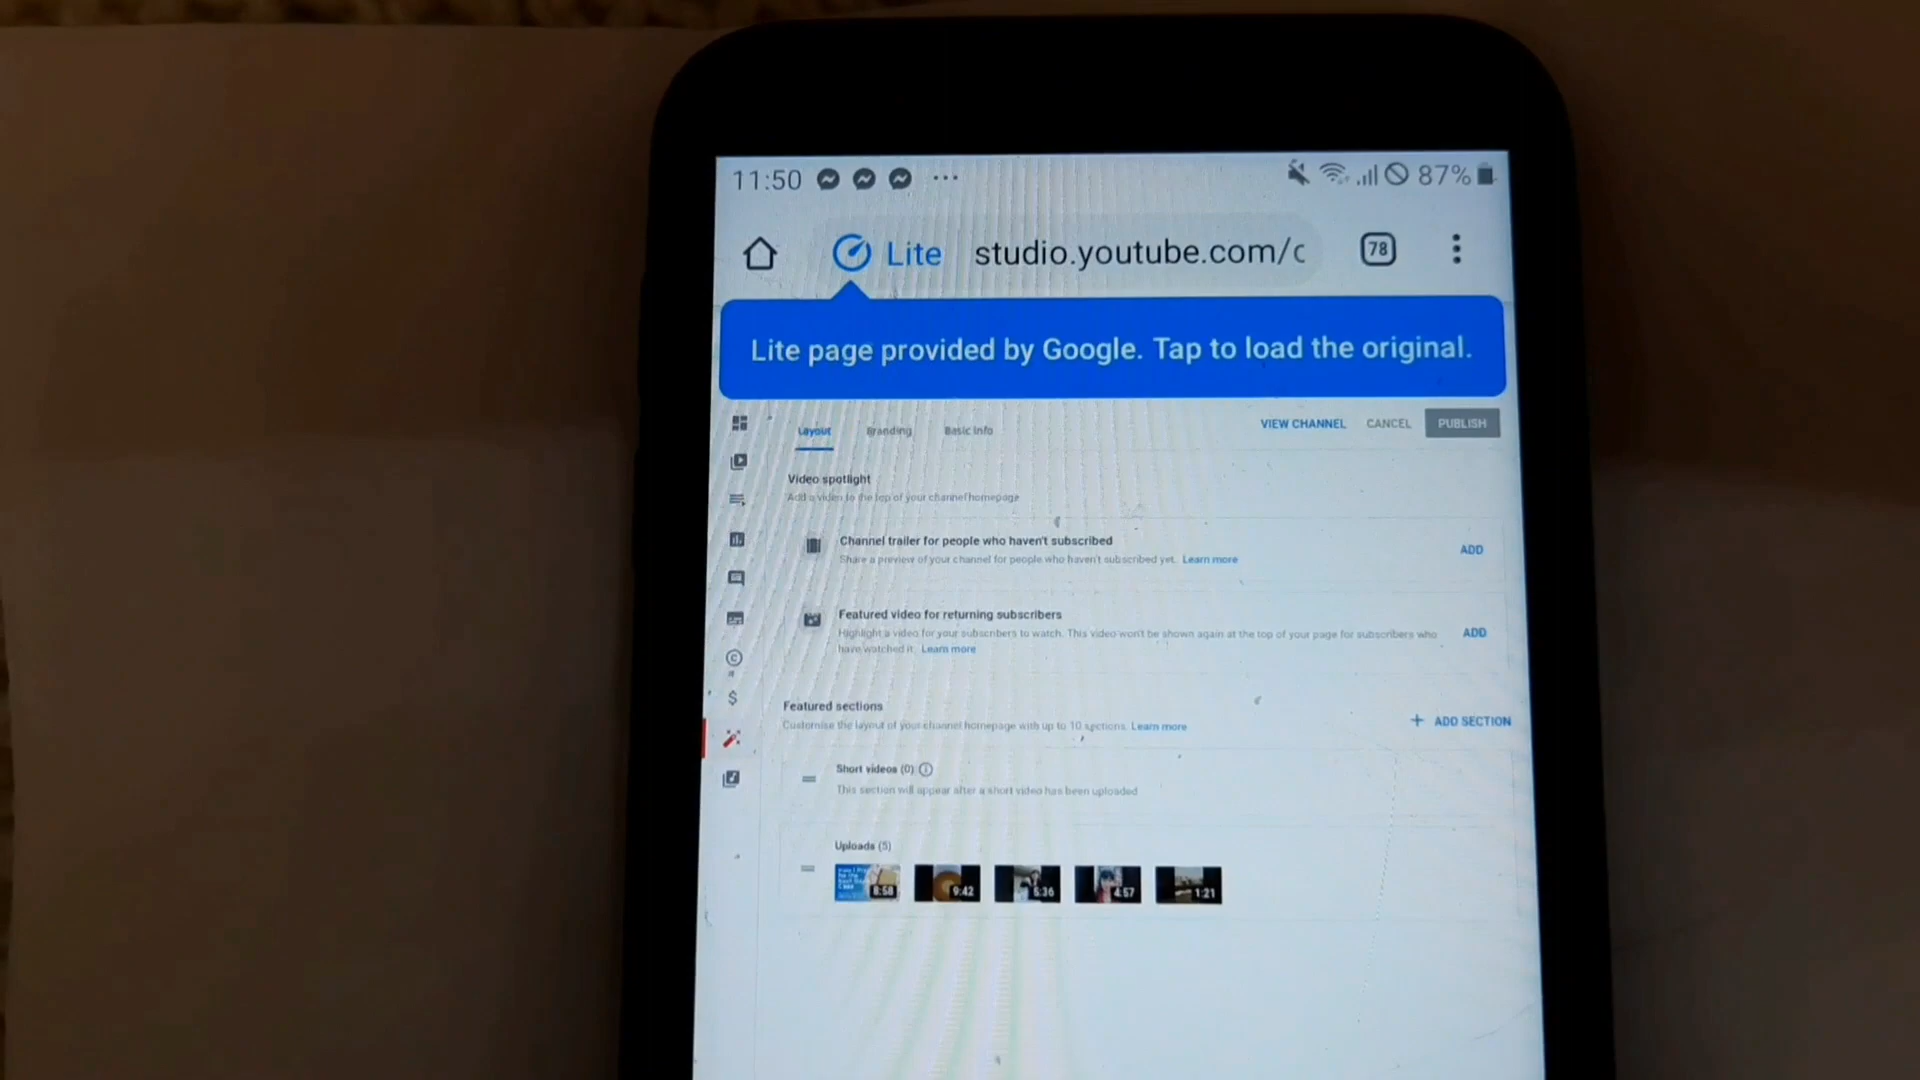 11:50 87%
Lite studio.youtube.com/c 78
Lite page provided by Google. Tap to load the original.
Layout Branding Basic info VIEW CHANNEL CANCEL PUBLISH
Video spotlight
Add a video to the top of your channel homepage
Channel trailer for people who haven't subscribed
Share a preview of your channel for people who haven't subscribed yet. Learn more
ADD
Featured video for returning subscribers
Highlight a video for your subscribers to watch. This video won't be shown again at the top of your page for subscribers who
have watched it. Learn more
ADD
Featured sections
Customise the layout of your channel homepage with up to 10 sections. Learn more
+ ADD SECTION
Short videos (0)
This section will appear after a short video has been uploaded
Uploads (5)
8:58 9:42 5:36 4:57 1:21